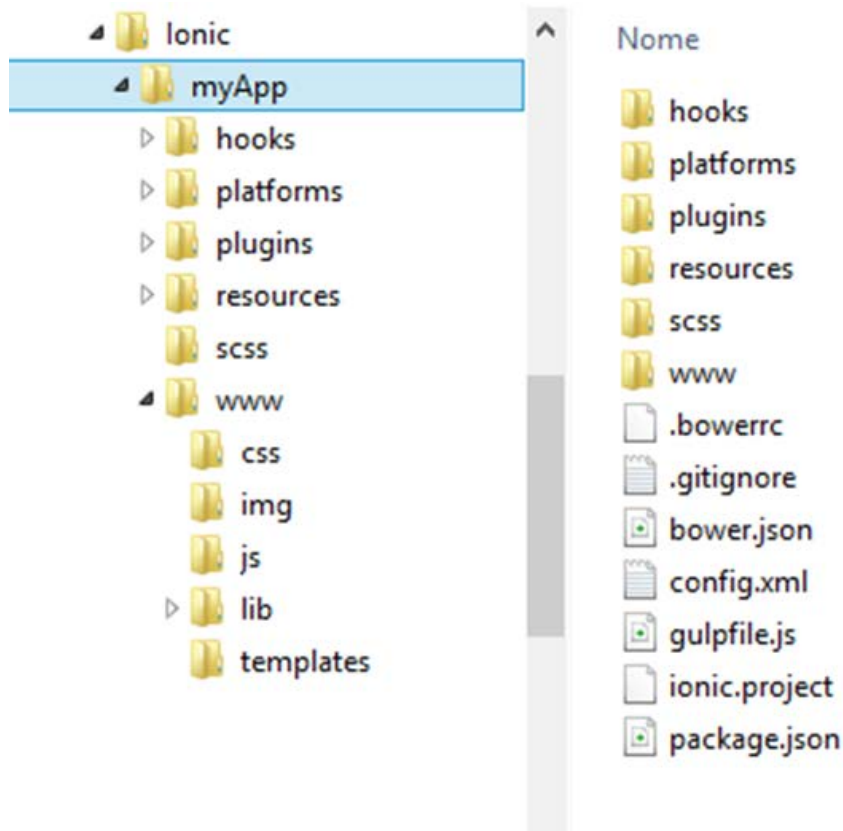 Ionic
myApp
hooks
platforms
plugins
resources
scss
www
css
img
js
lib
templates
Nome
hooks
platforms
plugins
resources
scss
www
.bowerrc
.gitignore
bower.json
config.xml
gulpfile.js
ionic.project
package.json